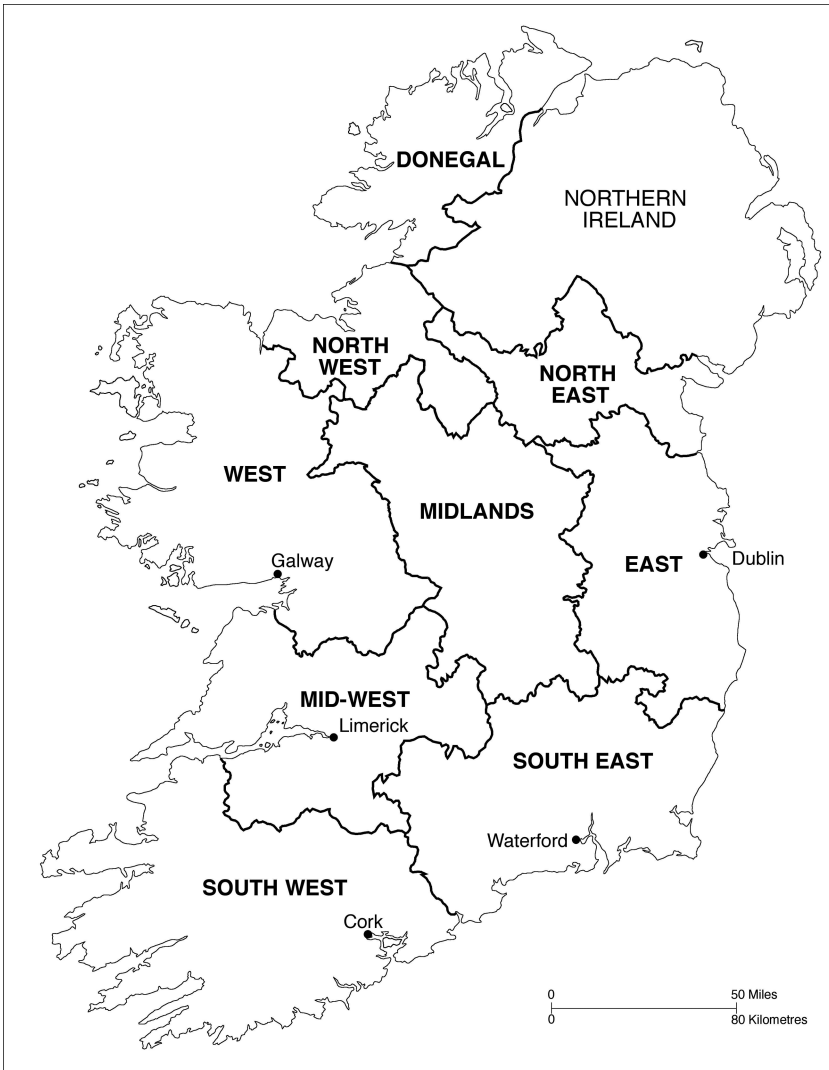 DONEGAL
NORTHERN
IRELAND
NORTH
WEST
NORTH
EAST
WEST
MIDLANDS
Galway
EAST
Dublin
MID-WEST
Limerick
SOUTH EAST
Waterford
SOUTH WEST
Cork
0 50 Miles
0 80 Kilometres